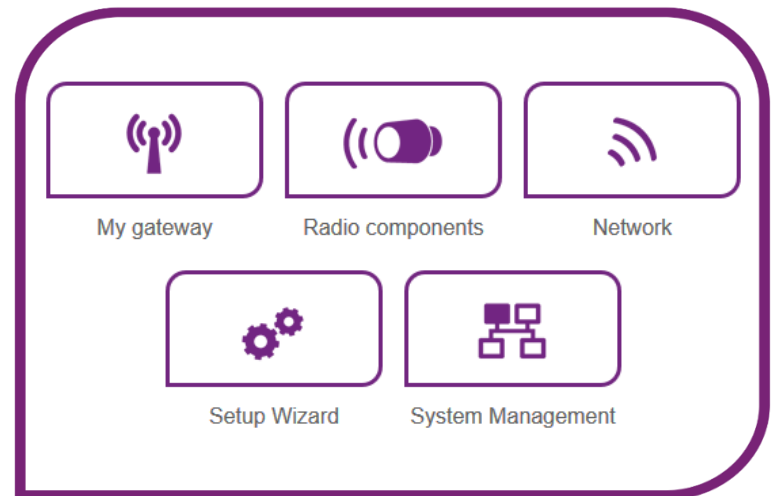 My gateway
Radio components
Network
Setup Wizard
System Management